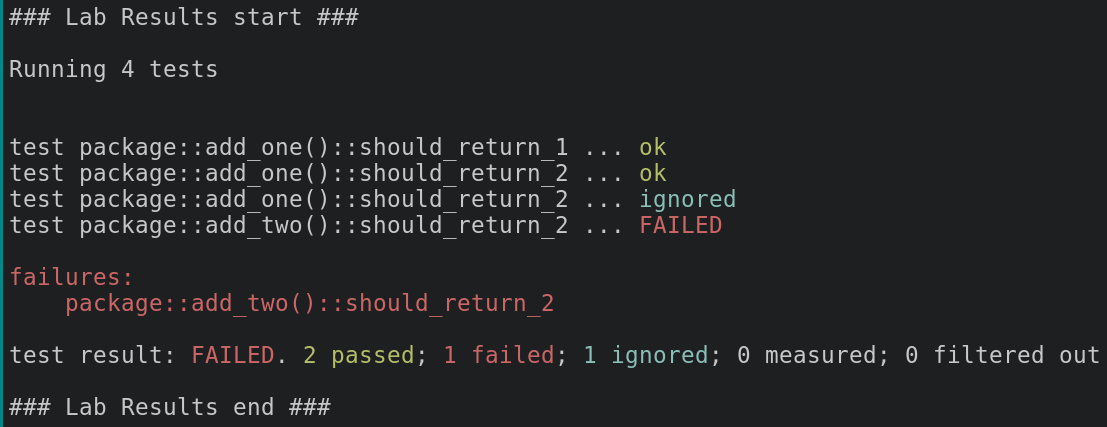 ### Lab Results start ###
Running 4 tests
test package::add_one()::should_return_1 ... ok
test package::add_one()::should_return_2 ... ok
test package::add_one()::should_return_2 ... ignored
test package::add_two()::should_return_2 ... FAILED
failures:
    package::add_two()::should_return_2
test result: FAILED. 2 passed; 1 failed; 1 ignored; 0 measured; 0 filtered out
### Lab Results end ###